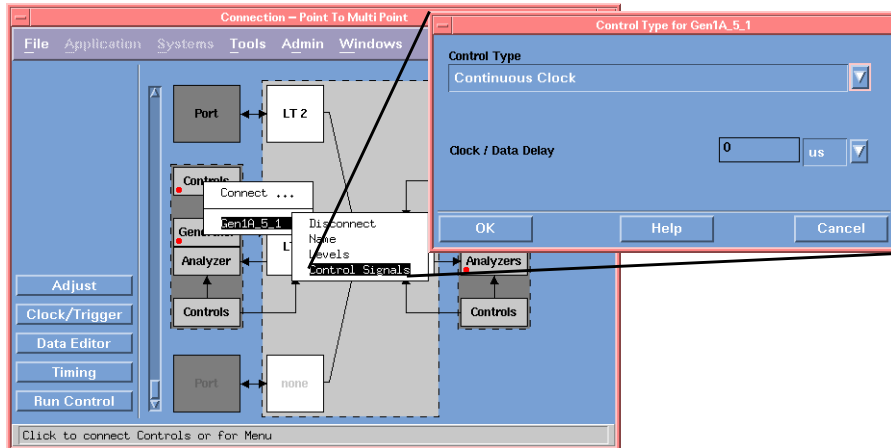 Connection – Point To Multi Point
File Application Systems Tools Admin Windows
Port
LT 2
Controls
Connect ...
Gen1A_5_1
Disconnect
Name
Levels
Control Signals
Analyzer
Analyzers
Controls
Controls
Port
none
Adjust
Clock/Trigger
Data Editor
Timing
Run Control
Click to connect Controls or for Menu
Control Type for Gen1A_5_1
Control Type
Continuous Clock
Clock / Data Delay
0
us
OK
Help
Cancel